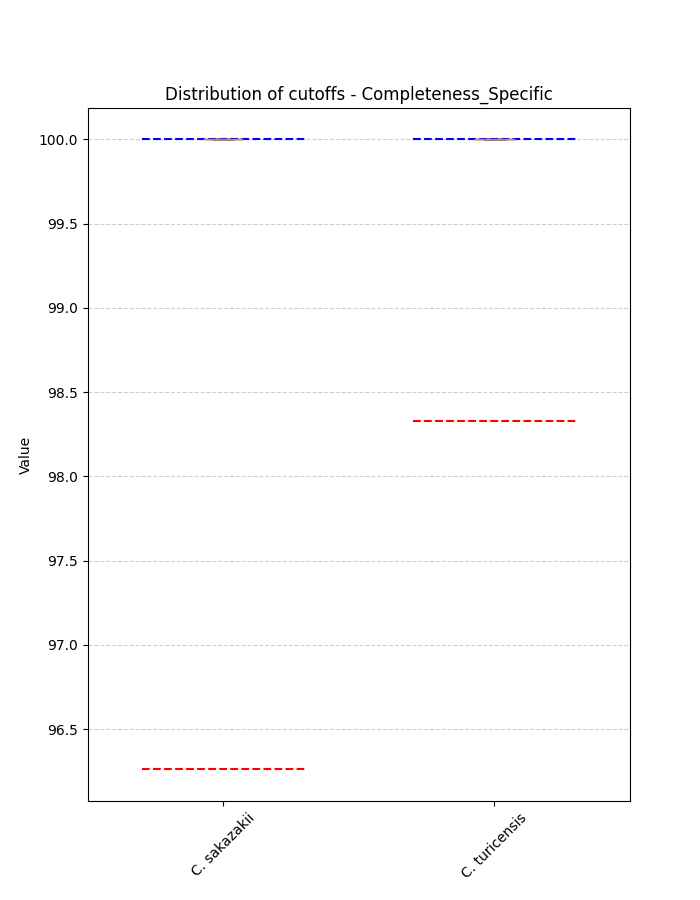 Distribution of cutoffs - Completeness_Specific
100.0
99.5
99.0
98.5
98.0
97.5
97.0
96.5
Value
C. sakazakii
C. turicensis